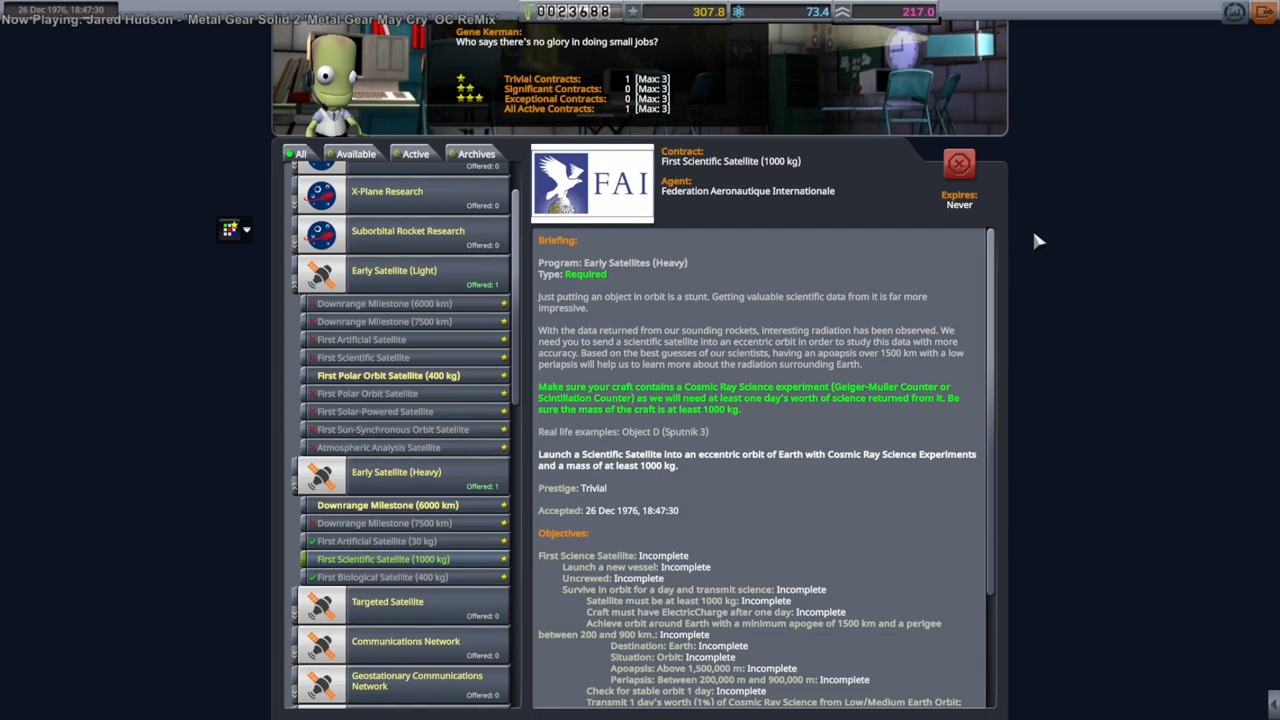 26 Dec 1976, 18:47:30
Now Playing: Jared Hudson - 'Metal Gear Solid 2 'Metal Gear May Cry' OC ReMix'
0023688
307.8
73.4
217.0
Gene Kerman:
Who says there's no glory in doing small jobs?
Trivial Contracts: 1 [Max: 3]
Significant Contracts: 0 [Max: 3]
Exceptional Contracts: 0 [Max: 3]
All Active Contracts: 1 [Max: 3]
All
Available
Active
Archives
Offered: 0
X-Plane Research
Offered: 0
Suborbital Rocket Research
Offered: 0
Early Satellite (Light)
Offered: 1
Downrange Milestone (6000 km)
Downrange Milestone (7500 km)
First Artificial Satellite
First Scientific Satellite
First Polar Orbit Satellite (400 kg)
First Polar Orbit Satellite
First Solar-Powered Satellite
First Sun-Synchronous Orbit Satellite
Atmospheric Analysis Satellite
Early Satellite (Heavy)
Offered: 1
Downrange Milestone (6000 km)
Downrange Milestone (7500 km)
First Artificial Satellite (30 kg)
First Scientific Satellite (1000 kg)
First Biological Satellite (400 kg)
Targeted Satellite
Offered: 0
Communications Network
Offered: 0
Geostationary Communications
Network
Offered: 0
FAI
Contract:
First Scientific Satellite (1000 kg)
Agent:
Federation Aeronautique Internationale
Expires:
Never
Briefing:
Program: Early Satellites (Heavy)
Type: Required
Just putting an object in orbit is a stunt. Getting valuable scientific data from it is far more
impressive.
With the data returned from our sounding rockets, interesting radiation has been observed. We
need you to send a scientific satellite into an eccentric orbit in order to study this data with more
accuracy. Based on the best guesses of our scientists, having an apoapsis over 1500 km with a low
periapsis will help us to learn more about the radiation surrounding Earth.
Make sure your craft contains a Cosmic Ray Science experiment (Geiger-Muller Counter or
Scintillation Counter) as we will need at least one day's worth of science returned from it. Be
sure the mass of the craft is at least 1000 kg.
Real life examples: Object D (Sputnik 3)
Launch a Scientific Satellite into an eccentric orbit of Earth with Cosmic Ray Science Experiments
and a mass of at least 1000 kg.
Prestige: Trivial
Accepted: 26 Dec 1976, 18:47:30
Objectives:
First Science Satellite: Incomplete
Launch a new vessel: Incomplete
Uncrewed: Incomplete
Survive in orbit for a day and transmit science: Incomplete
Satellite must be at least 1000 kg: Incomplete
Craft must have ElectricCharge after one day: Incomplete
Achieve orbit around Earth with a minimum apogee of 1500 km and a perigee
between 200 and 900 km.: Incomplete
Destination: Earth: Incomplete
Situation: Orbit: Incomplete
Apoapsis: Above 1,500,000 m: Incomplete
Periapsis: Between 200,000 m and 900,000 m: Incomplete
Check for stable orbit 1 day: Incomplete
Transmit 1 day's worth (1%) of Cosmic Ray Science from Low/Medium Earth Orbit: